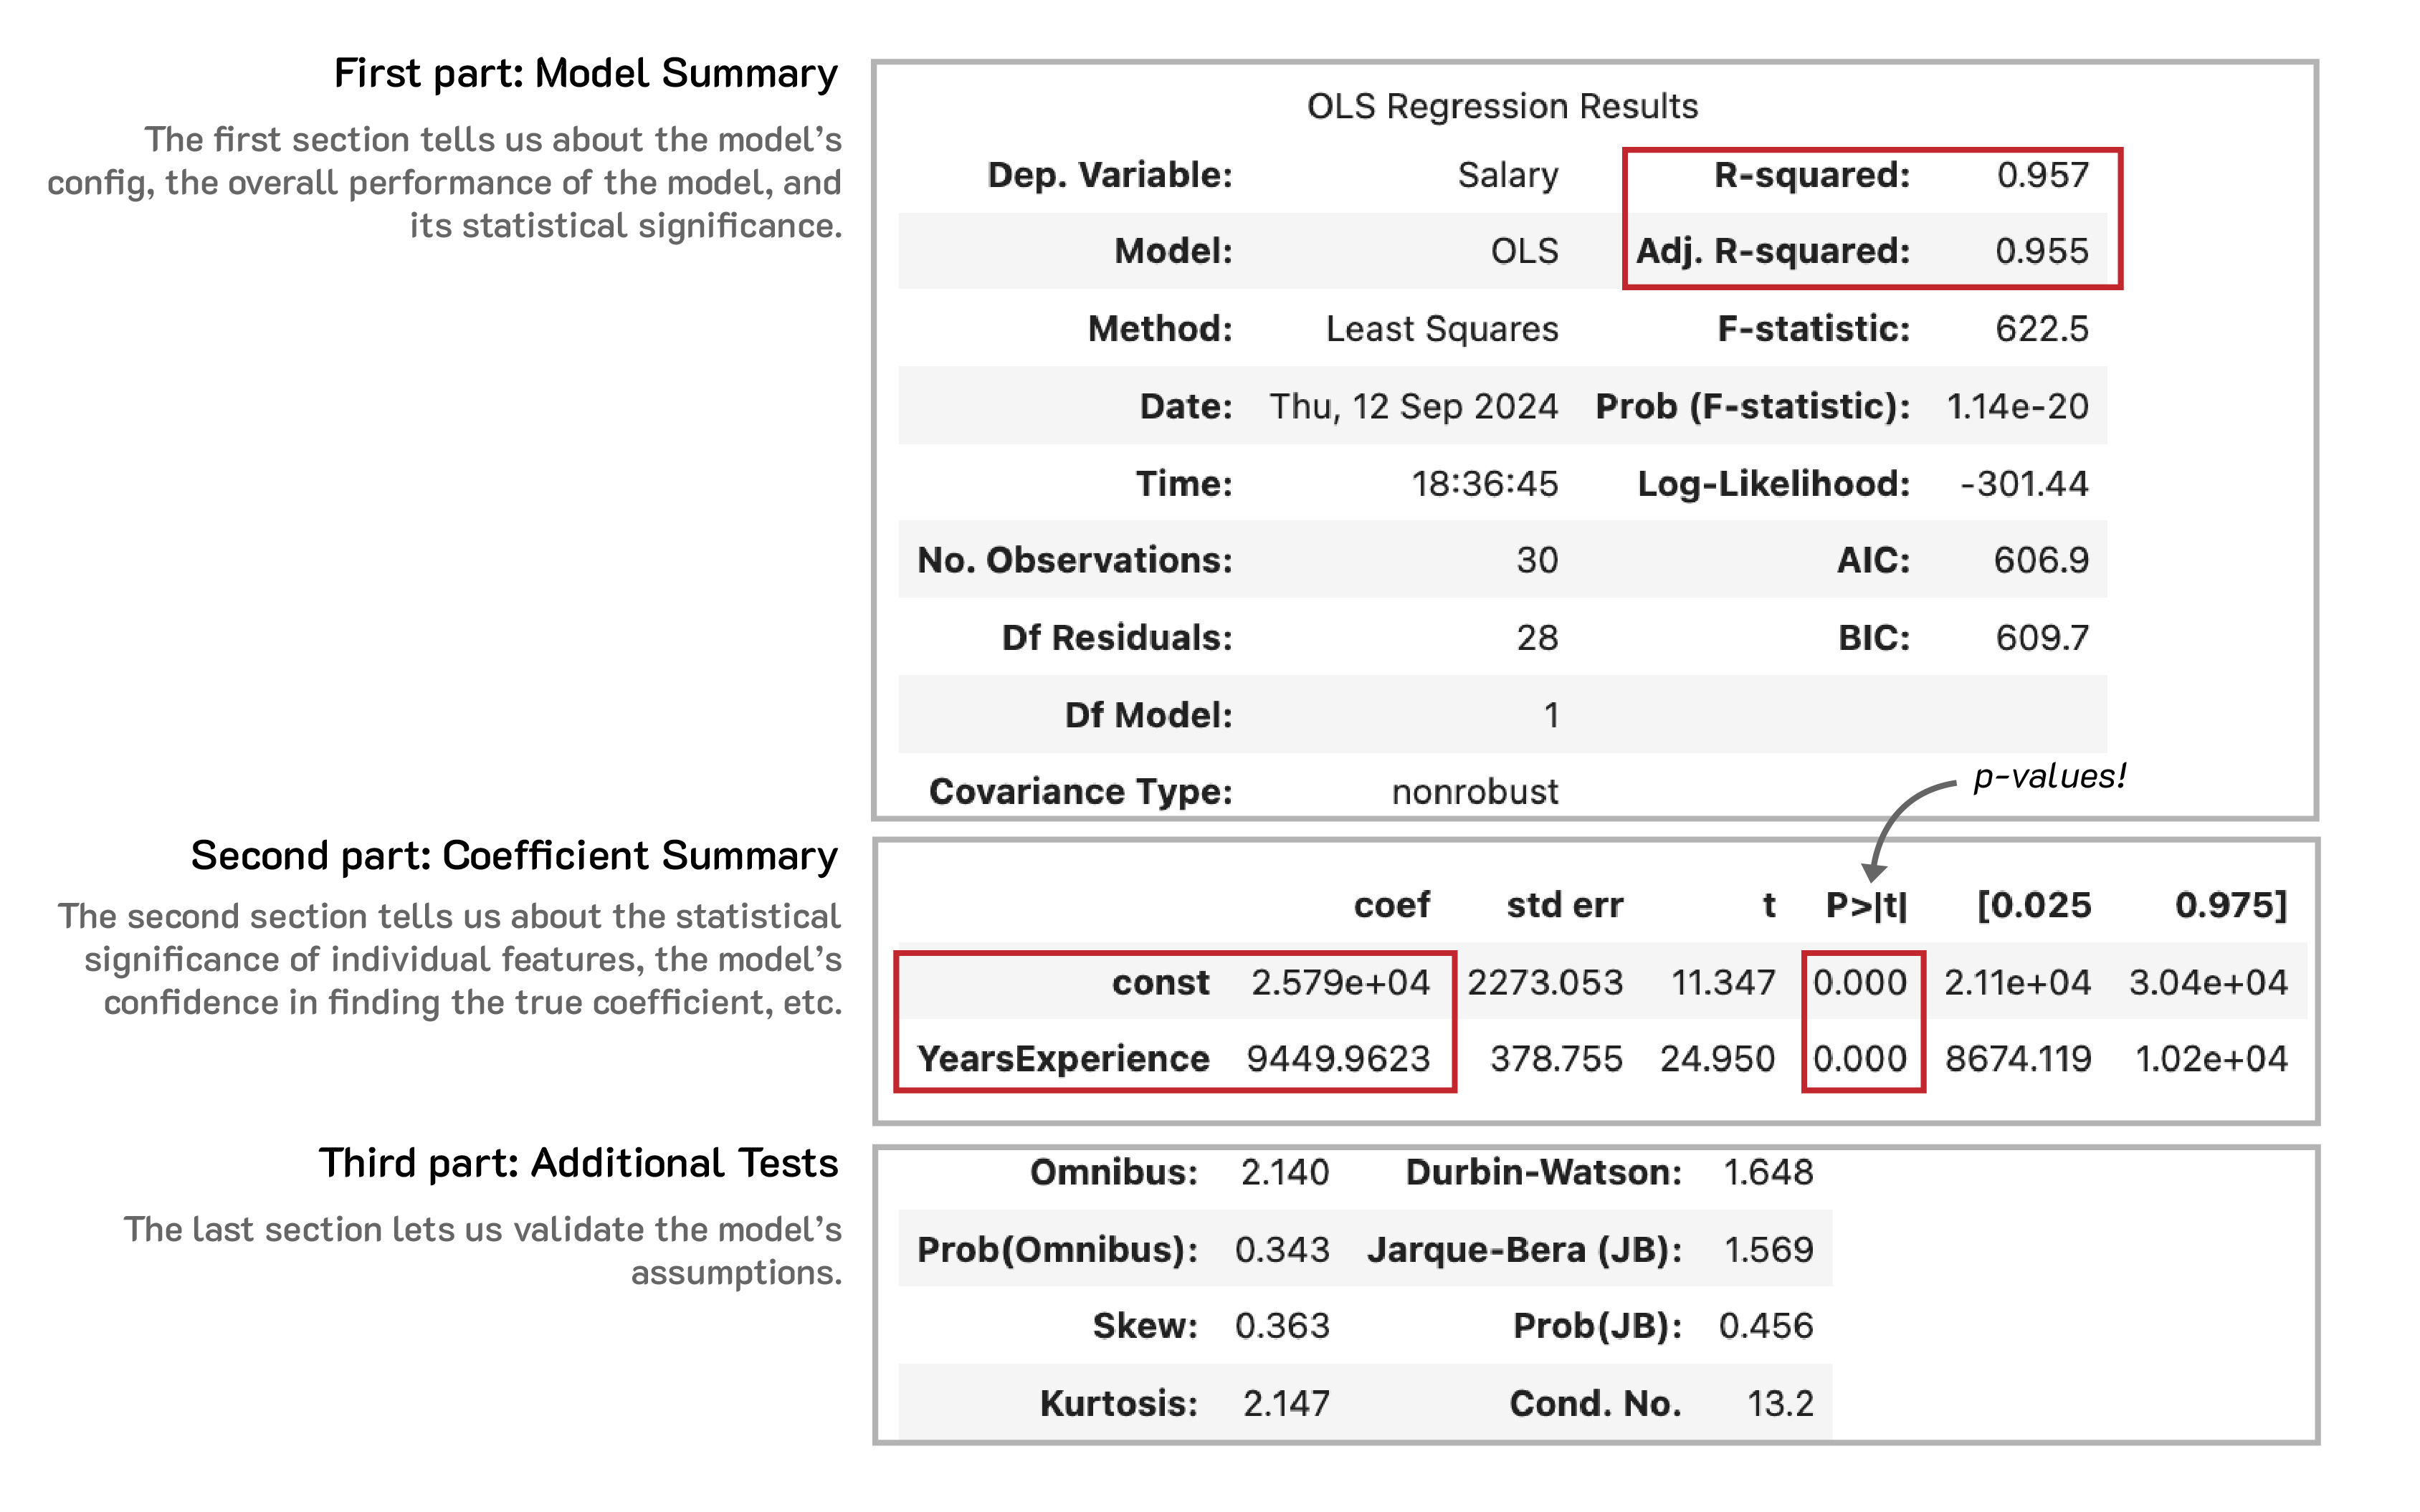 First part: Model Summary
The first section tells us about the model's
config, the overall performance of the model, and
its statistical significance.
OLS Regression Results
Dep. Variable: Salary R-squared: 0.957
Model: OLS Adj. R-squared: 0.955
Method: Least Squares F-statistic: 622.5
Date: Thu, 12 Sep 2024 Prob (F-statistic): 1.14e-20
Time: 18:36:45 Log-Likelihood: -301.44
No. Observations: 30 AIC: 606.9
Df Residuals: 28 BIC: 609.7
Df Model: 1
Covariance Type: nonrobust
p-values!
Second part: Coefficient Summary
The second section tells us about the statistical
significance of individual features, the model's
confidence in finding the true coefficient, etc.
coef std err t P>|t| [0.025 0.975]
const 2.579e+04 2273.053 11.347 0.000 2.11e+04 3.04e+04
YearsExperience 9449.9623 378.755 24.950 0.000 8674.119 1.02e+04
Third part: Additional Tests
The last section lets us validate the model's
assumptions.
Omnibus: 2.140 Durbin-Watson: 1.648
Prob(Omnibus): 0.343 Jarque-Bera (JB): 1.569
Skew: 0.363 Prob(JB): 0.456
Kurtosis: 2.147 Cond. No. 13.2